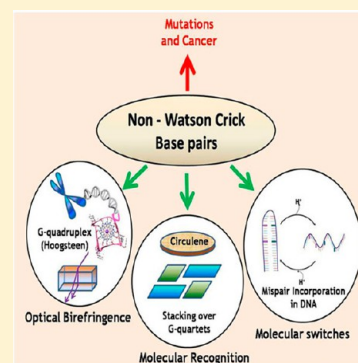 Mutations
and Cancer
Non - Watson Crick
Base pairs
G-quadruplex
(Hoogsteen)
Optical Birefringence
Circulene
Stacking over
G-quartets
Molecular Recognition
H⁺
H⁺
Mispair Incorporation
in DNA
Molecular switches